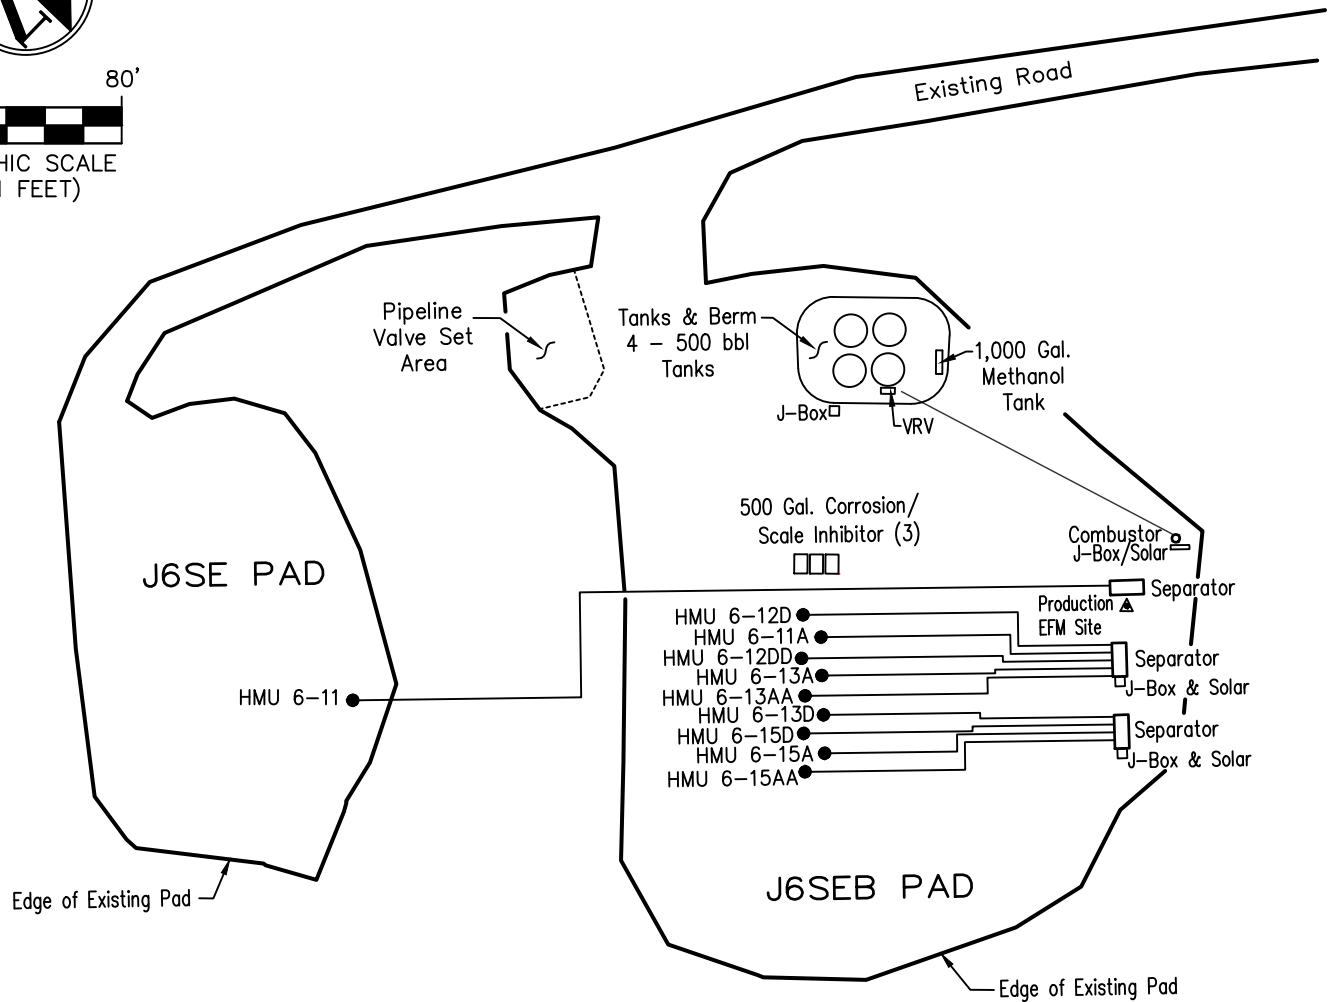 80'
HIC SCALE
FEET)
Existing Road
Pipeline
Valve Set
Area
Tanks & Berm
4 - 500 bbl
Tanks
1,000 Gal.
Methanol
Tank
J-Box
VRV
500 Gal. Corrosion/
Scale Inhibitor (3)
Combustor
J-Box/Solar
Separator
Production
EFM Site
J6SE PAD
HMU 6-11
HMU 6-12D
HMU 6-11A
HMU 6-12DD
HMU 6-13A
HMU 6-13AA
HMU 6-13D
HMU 6-15D
HMU 6-15A
HMU 6-15AA
Separator
J-Box & Solar
Separator
J-Box & Solar
J6SEB PAD
Edge of Existing Pad
Edge of Existing Pad